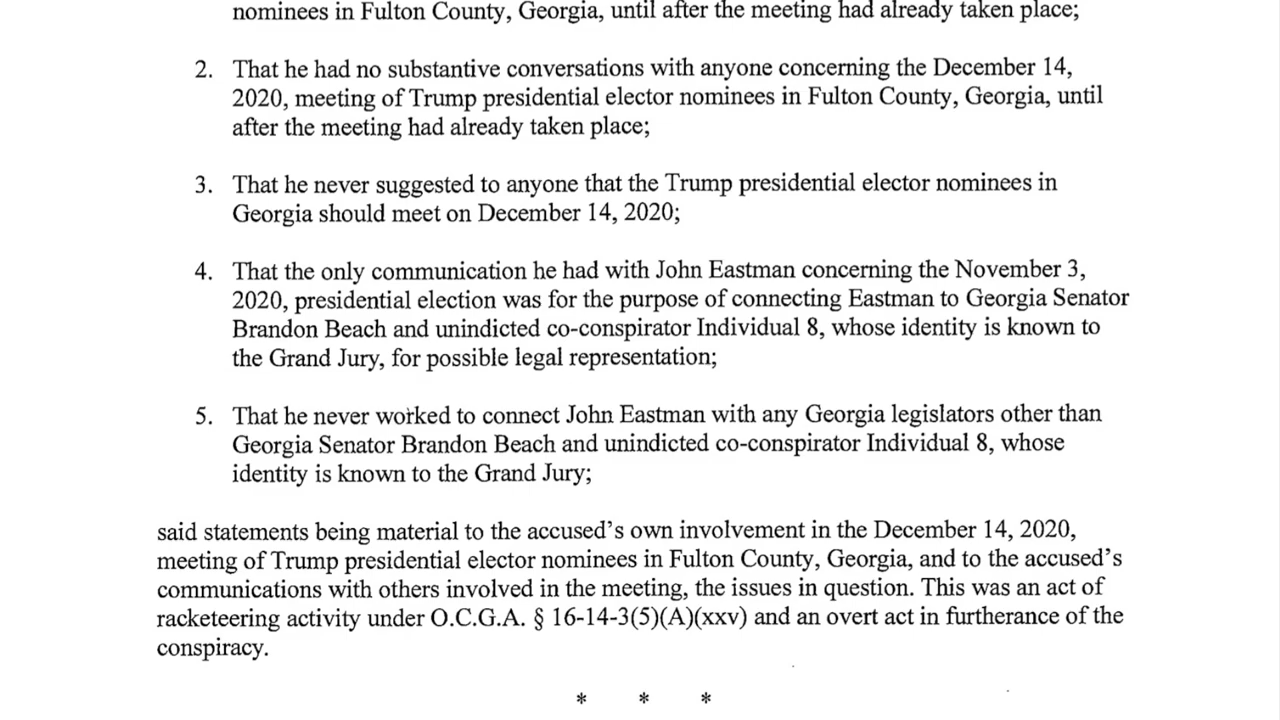 nominees in Fulton County, Georgia, until after the meeting had already taken place;
2. That he had no substantive conversations with anyone concerning the December 14,
2020, meeting of Trump presidential elector nominees in Fulton County, Georgia, until
after the meeting had already taken place;
3. That he never suggested to anyone that the Trump presidential elector nominees in
Georgia should meet on December 14, 2020;
4. That the only communication he had with John Eastman concerning the November 3,
2020, presidential election was for the purpose of connecting Eastman to Georgia Senator
Brandon Beach and unindicted co-conspirator Individual 8, whose identity is known to
the Grand Jury, for possible legal representation;
5. That he never worked to connect John Eastman with any Georgia legislators other than
Georgia Senator Brandon Beach and unindicted co-conspirator Individual 8, whose
identity is known to the Grand Jury;
said statements being material to the accused's own involvement in the December 14, 2020,
meeting of Trump presidential elector nominees in Fulton County, Georgia, and to the accused's
communications with others involved in the meeting, the issues in question. This was an act of
racketeering activity under O.C.G.A. § 16-14-3(5)(A)(xxv) and an overt act in furtherance of the
conspiracy.
* * *